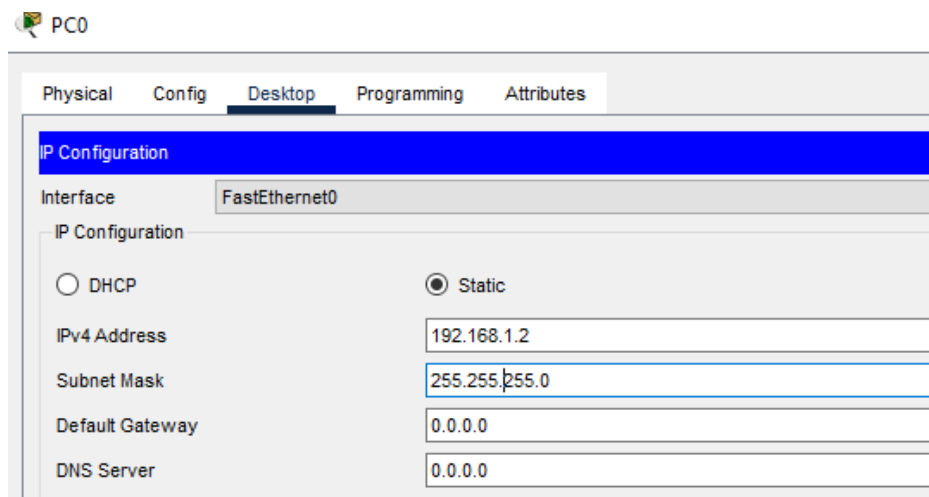 PC0
Physical Config Desktop Programming Attributes
IP Configuration
Interface FastEthernet0
IP Configuration
DHCP Static
IPv4 Address 192.168.1.2
Subnet Mask 255.255.255.0
Default Gateway 0.0.0.0
DNS Server 0.0.0.0